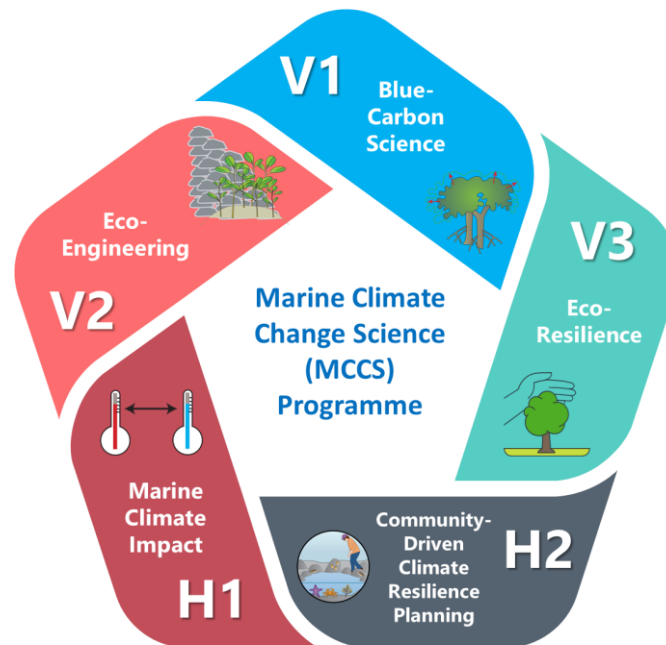 V1
Blue-
Carbon
Science
V2
Eco-
Engineering
V3
Eco-
Resilience
Marine Climate
Change Science
(MCCS)
Programme
H1
Marine
Climate
Impact
H2
Community-
Driven
Climate
Resilience
Planning